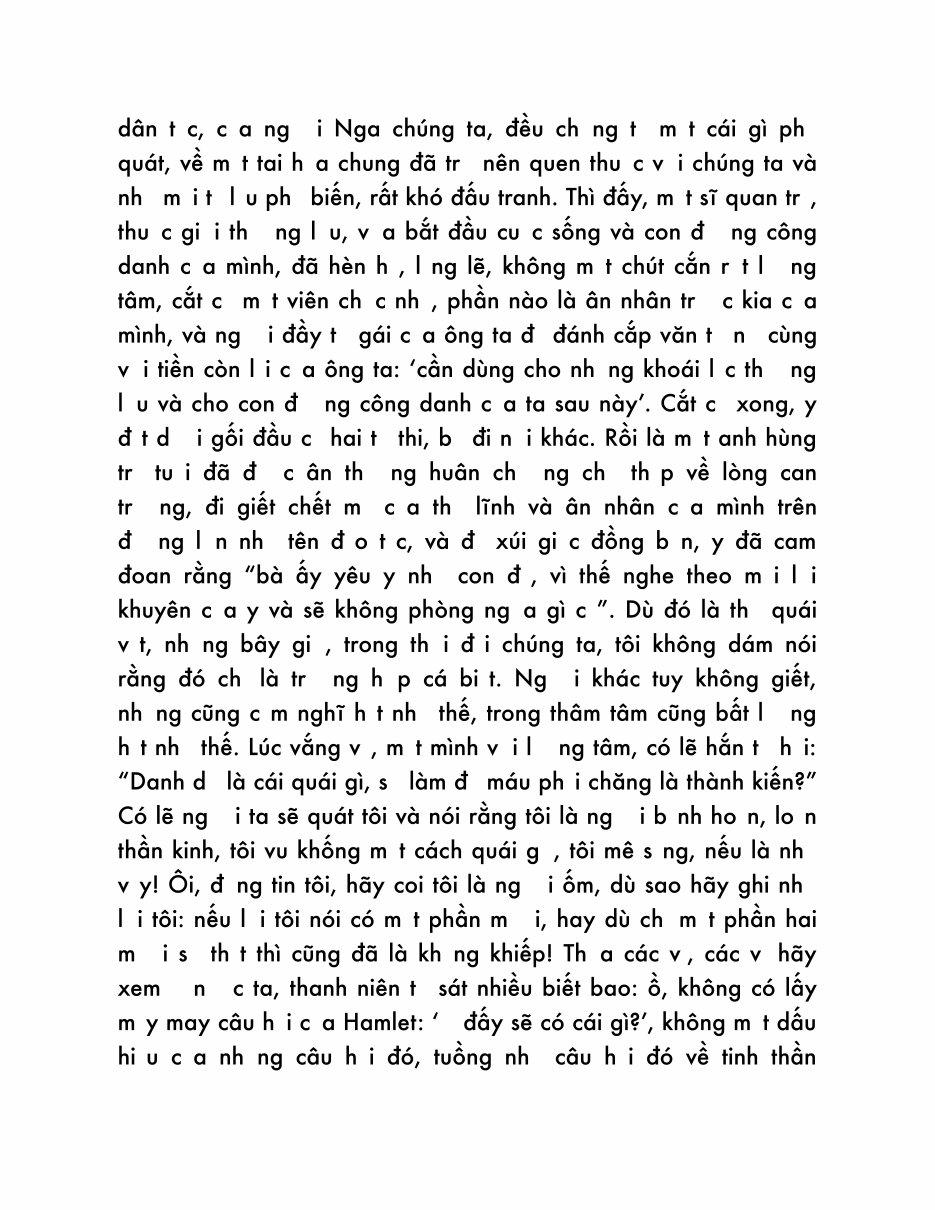 dân t c, c a ng i Nga chúng ta, đều ch ng t m t cái gì ph
quát, về m t tai h a chung đã tr nên quen thu c v i chúng ta và
nh m i t l u ph biến, rất khó đấu tranh. Thì đấy, m t sĩ quan tr ,
thu c gi i th ng l u, v a bắt đầu cu c sống và con đ ng công
danh c a mình, đã hèn h , l ng lẽ, không m t chút cắn r t l ng
tâm, cắt c m t viên ch c nh , phần nào là ân nhân tr c kia c a
mình, và ng i đầy t gái c a ông ta đ đánh cắp văn t n cùng
v i tiền còn l i c a ông ta: ‘cần dùng cho nh ng khoái l c th ng
l u và cho con đ ng công danh c a ta sau này’. Cắt c xong, y
đ t d i gối đầu c hai t thi, b đi n i khác. Rồi là m t anh hùng
tr tu i đã đ c ân th ng huân ch ng ch th p về lòng can
tr ng, đi giết chết m c a th lĩnh và ân nhân c a mình trên
đ ng l n nh tên đ o t c, và đ xúi gi c đồng b n, y đã cam
đoan rằng “bà ấy yêu y nh con đ , vì thế nghe theo m i l i
khuyên c a y và sẽ không phòng ng a gì c ”. Dù đó là th quái
v t, nh ng bây gi , trong th i đ i chúng ta, tôi không dám nói
rằng đó ch là tr ng h p cá bi t. Ng i khác tuy không giết,
nh ng cũng c m nghĩ h t nh thế, trong thâm tâm cũng bất l ng
h t nh thế. Lúc vắng v , m t mình v i l ng tâm, có lẽ hắn t h i:
“Danh d là cái quái gì, s làm đ máu ph i chăng là thành kiến?”
Có lẽ ng i ta sẽ quát tôi và nói rằng tôi là ng i b nh ho n, lo n
thần kinh, tôi vu khống m t cách quái g , tôi mê s ng, nếu là nh
v y! Ôi, đ ng tin tôi, hãy coi tôi là ng i ốm, dù sao hãy ghi nh
l i tôi: nếu l i tôi nói có m t phần m i, hay dù ch m t phần hai
m i s th t thì cũng đã là kh ng khiếp! Th a các v , các v hãy
xem n c ta, thanh niên t sát nhiều biết bao: ồ, không có lấy
m y may câu h i c a Hamlet: ‘ đấy sẽ có cái gì?’, không m t dấu
hi u c a nh ng câu h i đó, tuồng nh câu h i đó về tinh thần